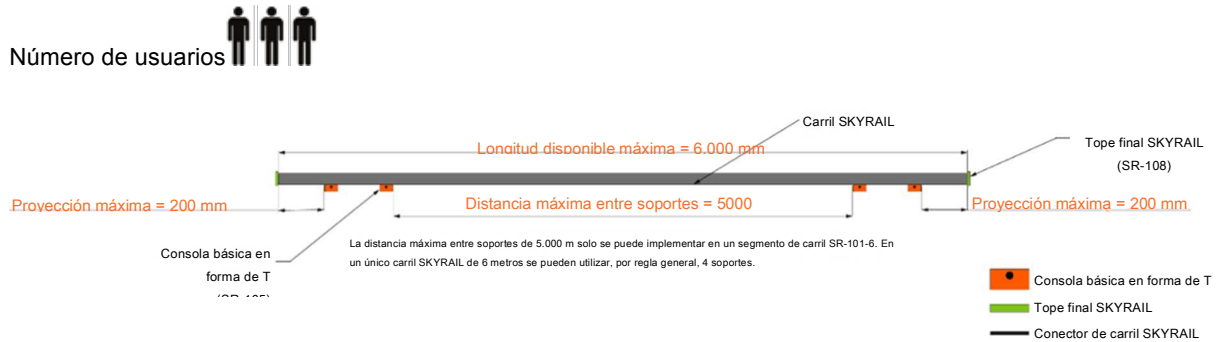 Número de usuarios
Carril SKYRAIL
Longitud disponible máxima = 6.000 mm
Tope final SKYRAIL
(SR-108)
Proyección máxima = 200 mm
Distancia máxima entre soportes = 5000
Proyección máxima = 200 mm
La distancia máxima entre soportes de 5.000 m solo se puede implementar en un segmento de carril SR-101-6. En
un único carril SKYRAIL de 6 metros se pueden utilizar, por regla general, 4 soportes.
Consola básica en
forma de T
Consola básica en forma de T
Tope final SKYRAIL
Conector de carril SKYRAIL